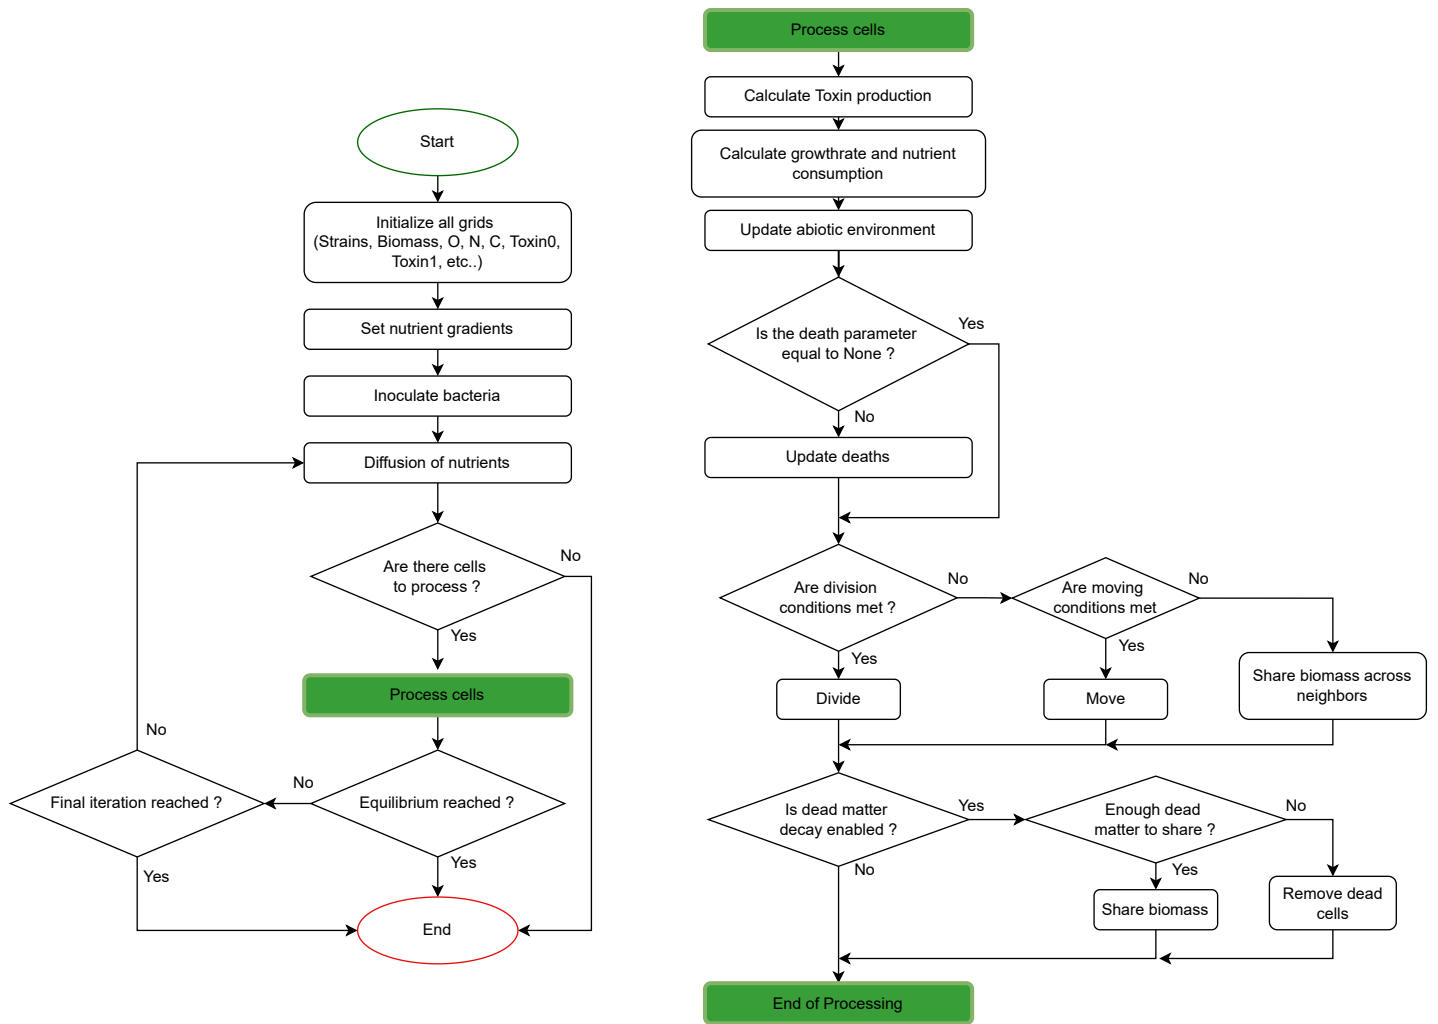 Start
Initialize all grids
(Strains, Biomass, O, N, C, Toxin0,
Toxin1, etc..)
Set nutrient gradients
Inoculate bacteria
Diffusion of nutrients
Are there cells
to process ?
No
Yes
Process cells
Equilibrium reached ?
No
Yes
Final iteration reached ?
No
Yes
End
Process cells
Calculate Toxin production
Calculate growthrate and nutrient
consumption
Update abiotic environment
Is the death parameter
equal to None ?
Yes
No
Update deaths
Are division
conditions met ?
No
Yes
Are moving
conditions met
No
Yes
Divide
Move
Share biomass across
neighbors
Is dead matter
decay enabled ?
Yes
No
Enough dead
matter to share ?
No
Yes
Share biomass
Remove dead
cells
End of Processing